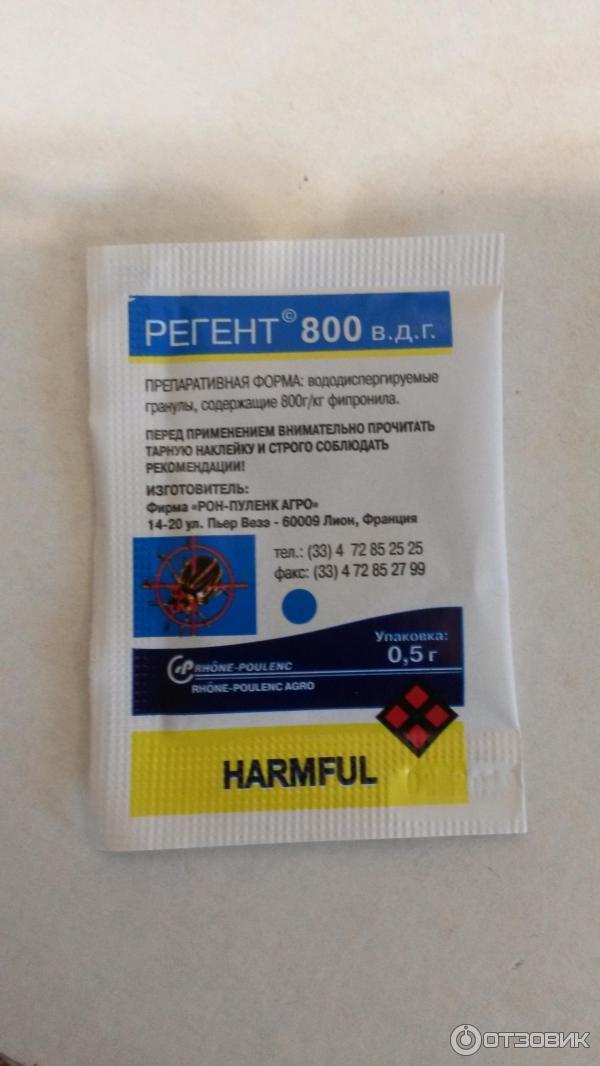 РЕГЕНТ© 800 в.д.г.
ПРЕПАРАТИВНАЯ ФОРМА: вододиспергируемые
гранулы, содержащие 800г/кг фипронила.
ПЕРЕД ПРИМЕНЕНИЕМ ВНИМАТЕЛЬНО ПРОЧИТАТЬ
ТАРНУЮ НАКЛЕЙКУ И СТРОГО СОБЛЮДАТЬ
РЕКОМЕНДАЦИИ!
ИЗГОТОВИТЕЛЬ:
Фирма «РОН-ПУЛЕНК АГРО»
14-20 ул. Пьер Везэ - 60009 Лион, Франция
тел.: (33) 4 72 85 25 25
факс: (33) 4 72 85 27 99
Упаковка:
0,5 г
RHÔNE-POULENC
RHÔNE-POULENC AGRO
HARMFUL
ОТЗОВИК